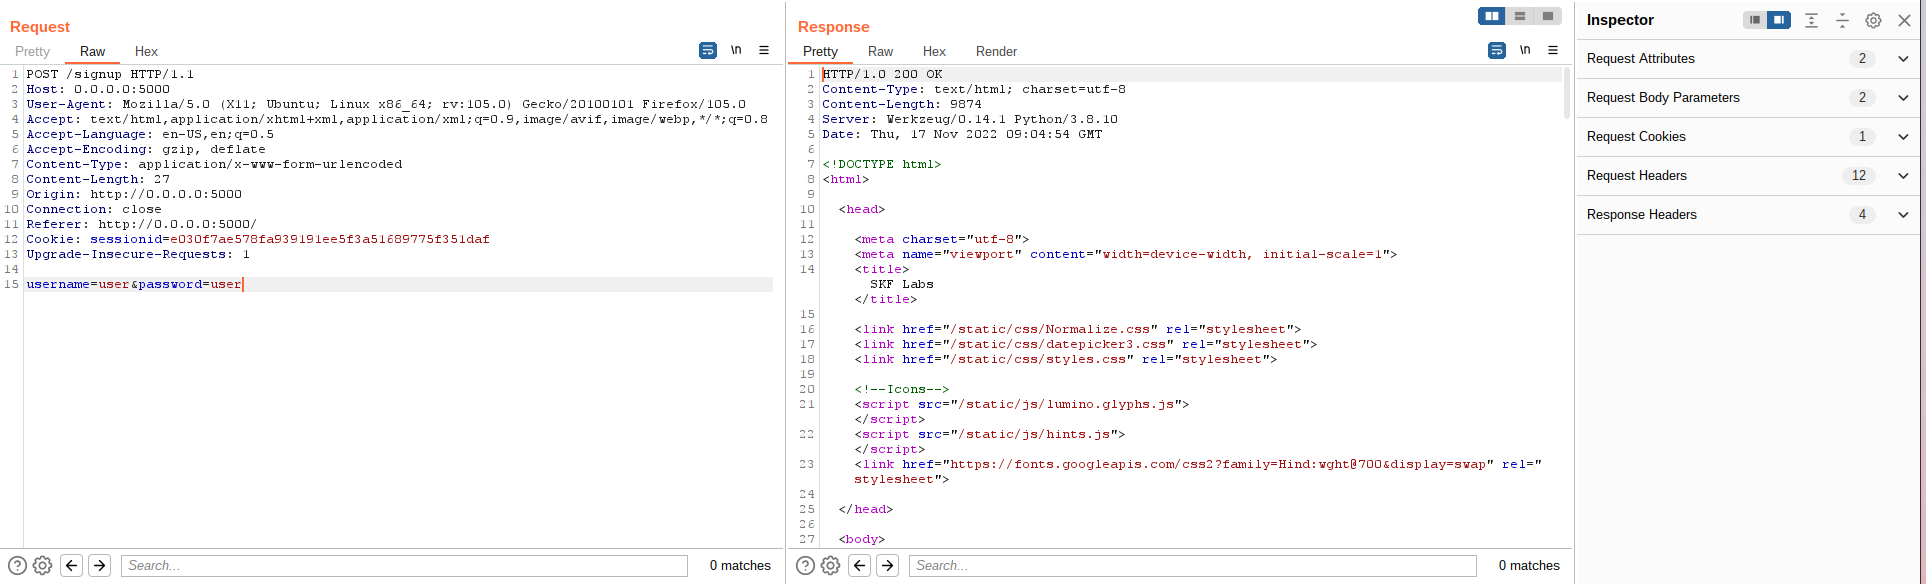 Request
Pretty Raw Hex \n
1 POST /signup HTTP/1.1
2 Host: 0.0.0.0:5000
3 User-Agent: Mozilla/5.0 (X11; Ubuntu; Linux x86_64; rv:105.0) Gecko/20100101 Firefox/105.0
4 Accept: text/html,application/xhtml+xml,application/xml;q=0.9,image/avif,image/webp,*/*;q=0.8
5 Accept-Language: en-US,en;q=0.5
6 Accept-Encoding: gzip, deflate
7 Content-Type: application/x-www-form-urlencoded
8 Content-Length: 27
9 Origin: http://0.0.0.0:5000
10 Connection: close
11 Referer: http://0.0.0.0:5000/
12 Cookie: sessionid=e030f7ae578fa939191ee5f3a51689775f351daf
13 Upgrade-Insecure-Requests: 1
14
15 username=user&password=user
Search...
0 matches
Response
Pretty Raw Hex Render \n
1 HTTP/1.0 200 OK
2 Content-Type: text/html; charset=utf-8
3 Content-Length: 9874
4 Server: Werkzeug/0.14.1 Python/3.8.10
5 Date: Thu, 17 Nov 2022 09:04:54 GMT
6
7 <!DOCTYPE html>
8 <html>
9
10 <head>
11
12 <meta charset="utf-8">
13 <meta name="viewport" content="width=device-width, initial-scale=1">
14 <title>
SKF Labs
</title>
15
16 <link href="/static/css/Normalize.css" rel="stylesheet">
17 <link href="/static/css/datepicker3.css" rel="stylesheet">
18 <link href="/static/css/styles.css" rel="stylesheet">
19
20 <!--Icons-->
21 <script src="/static/js/lumino.glyphs.js">
</script>
22 <script src="/static/js/hints.js">
</script>
23 <link href="https://fonts.googleapis.com/css2?family=Hind:wght@700&display=swap" rel="
stylesheet">
24
25 </head>
26
27 <body>
Search...
0 matches
Inspector
Request Attributes 2
Request Body Parameters 2
Request Cookies 1
Request Headers 12
Response Headers 4